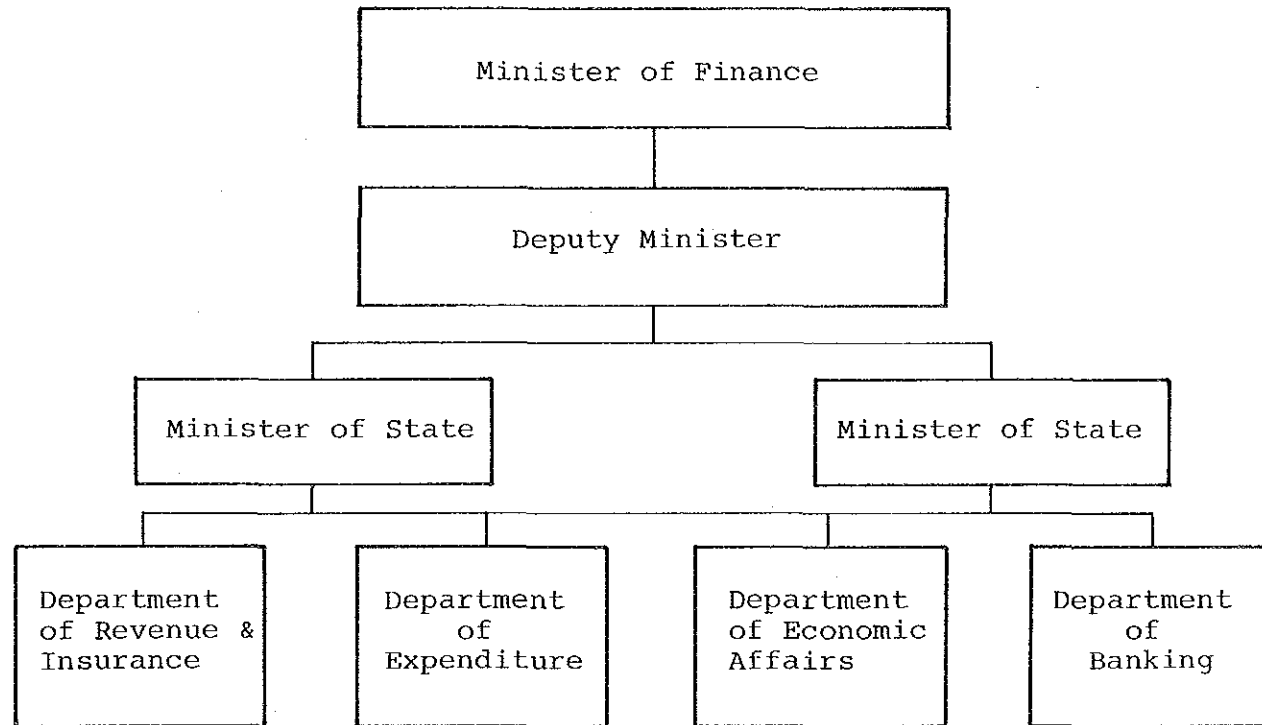 Minister of Finance
Deputy Minister
Minister of State
Minister of State
Department
of Revenue &
Insurance
Department
of
Expenditure
Department
of Economic
Affairs
Department
of
Banking